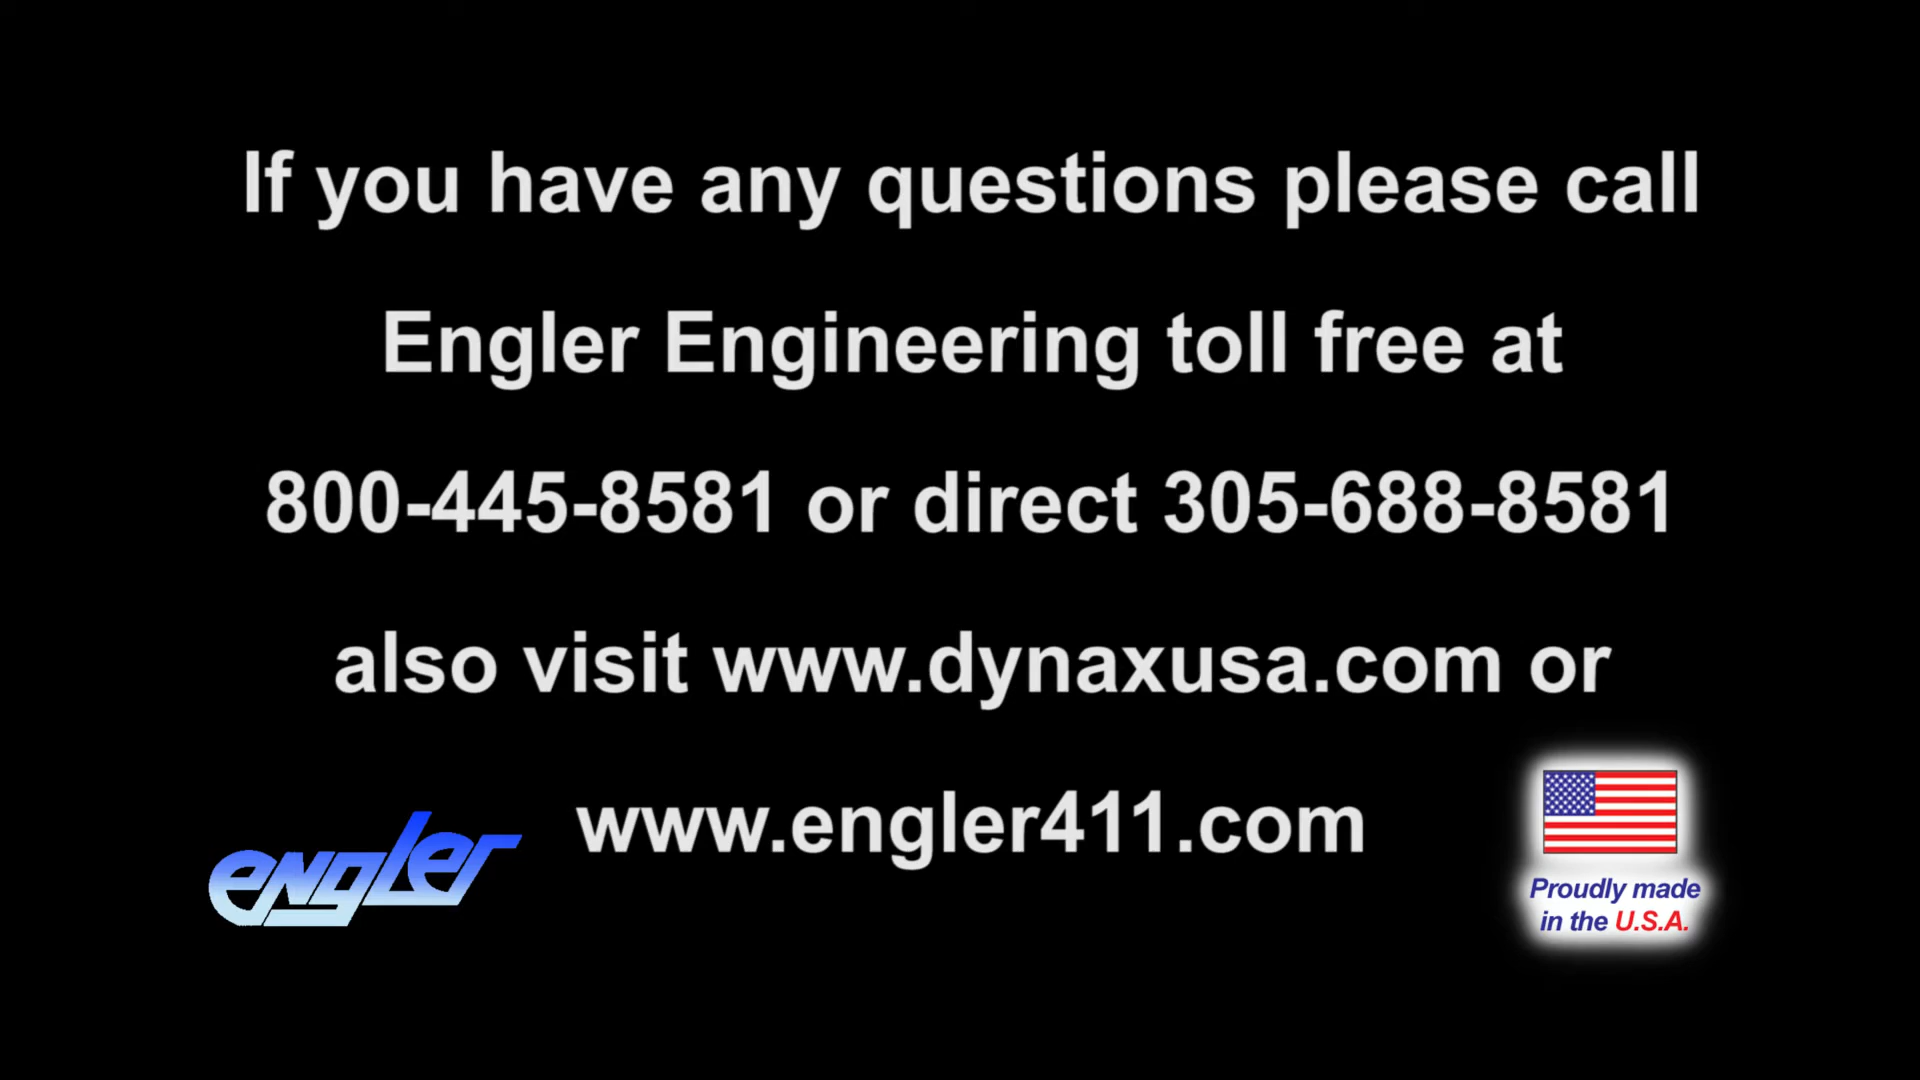 If you have any questions please call
Engler Engineering toll free at
800-445-8581 or direct 305-688-8581
also visit www.dynaxusa.com or
www.engler411.com
engler
Proudly made
in the U.S.A.